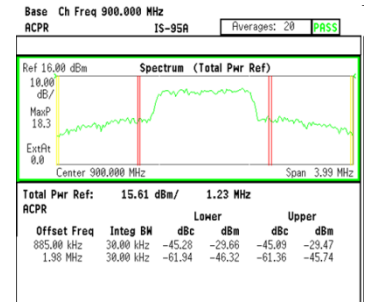 Base Ch Freq 900.000 MHz
ACPR IS-95A Averages: 20 PASS
Ref 16.00 dBm Spectrum (Total Pwr Ref)
10.00
dB/
MaxP
18.3
ExtAt
0.0
Center 900.000 MHz Span 3.99 MHz
Total Pwr Ref: 15.61 dBm/ 1.23 MHz
ACPR
Lower Upper
Offset Freq Integ BW dBc dBm dBc dBm
885.00 kHz 30.00 kHz -45.28 -29.66 -45.09 -29.47
1.98 MHz 30.00 kHz -61.94 -46.32 -61.36 -45.74